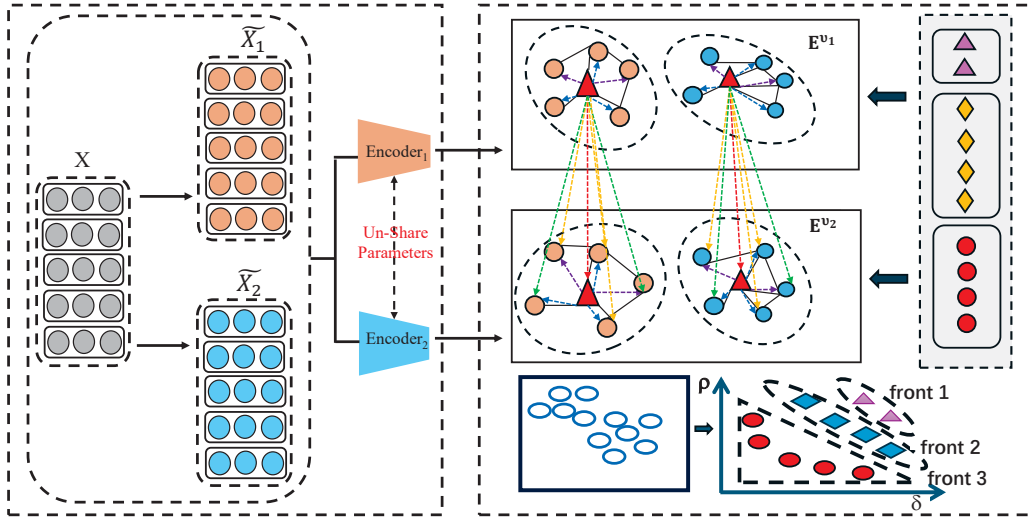 X
X̃₁
X̃₂
Encoder₁
Un-Share
Parameters
Encoder₂
E^υ₁
E^υ₂
ρ
front 1
front 2
front 3
δ